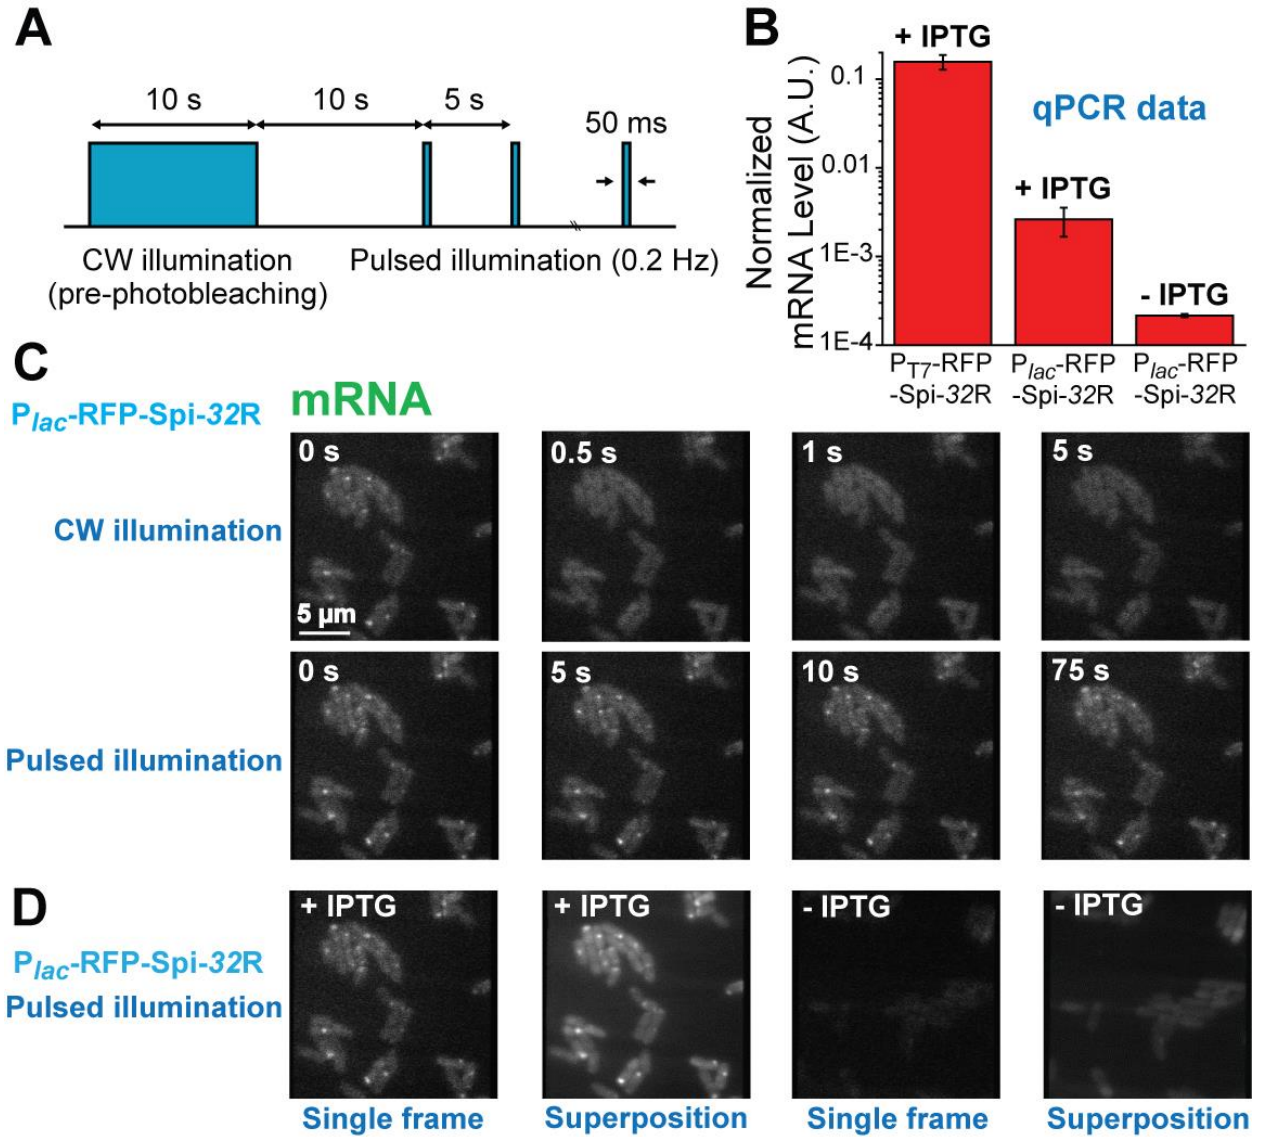 A
10 s
10 s
5 s
50 ms
CW illumination
(pre-photobleaching)
Pulsed illumination (0.2 Hz)
B
Normalized
mRNA Level (A.U.)
0.1
0.01
1E-3
1E-4
+ IPTG
+ IPTG
- IPTG
qPCR data
PT7-RFP
-Spi-32R
Plac-RFP
-Spi-32R
Plac-RFP
-Spi-32R
C
Plac-RFP-Spi-32R
mRNA
CW illumination
0 s
0.5 s
1 s
5 s
5 µm
Pulsed illumination
0 s
5 s
10 s
75 s
D
Plac-RFP-Spi-32R
Pulsed illumination
+ IPTG
+ IPTG
- IPTG
- IPTG
Single frame
Superposition
Single frame
Superposition